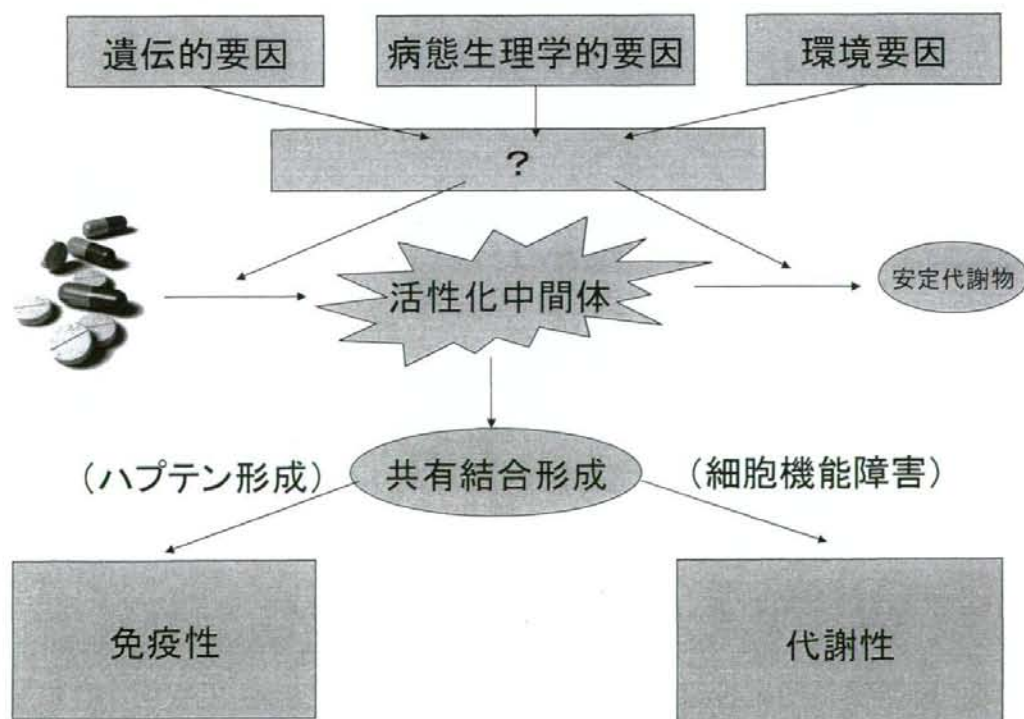 遺伝的要因
病態生理学的要因
環境要因
?
活性化中間体
安定代謝物
(ハプテン形成)
共有結合形成
(細胞機能障害)
免疫性
代謝性